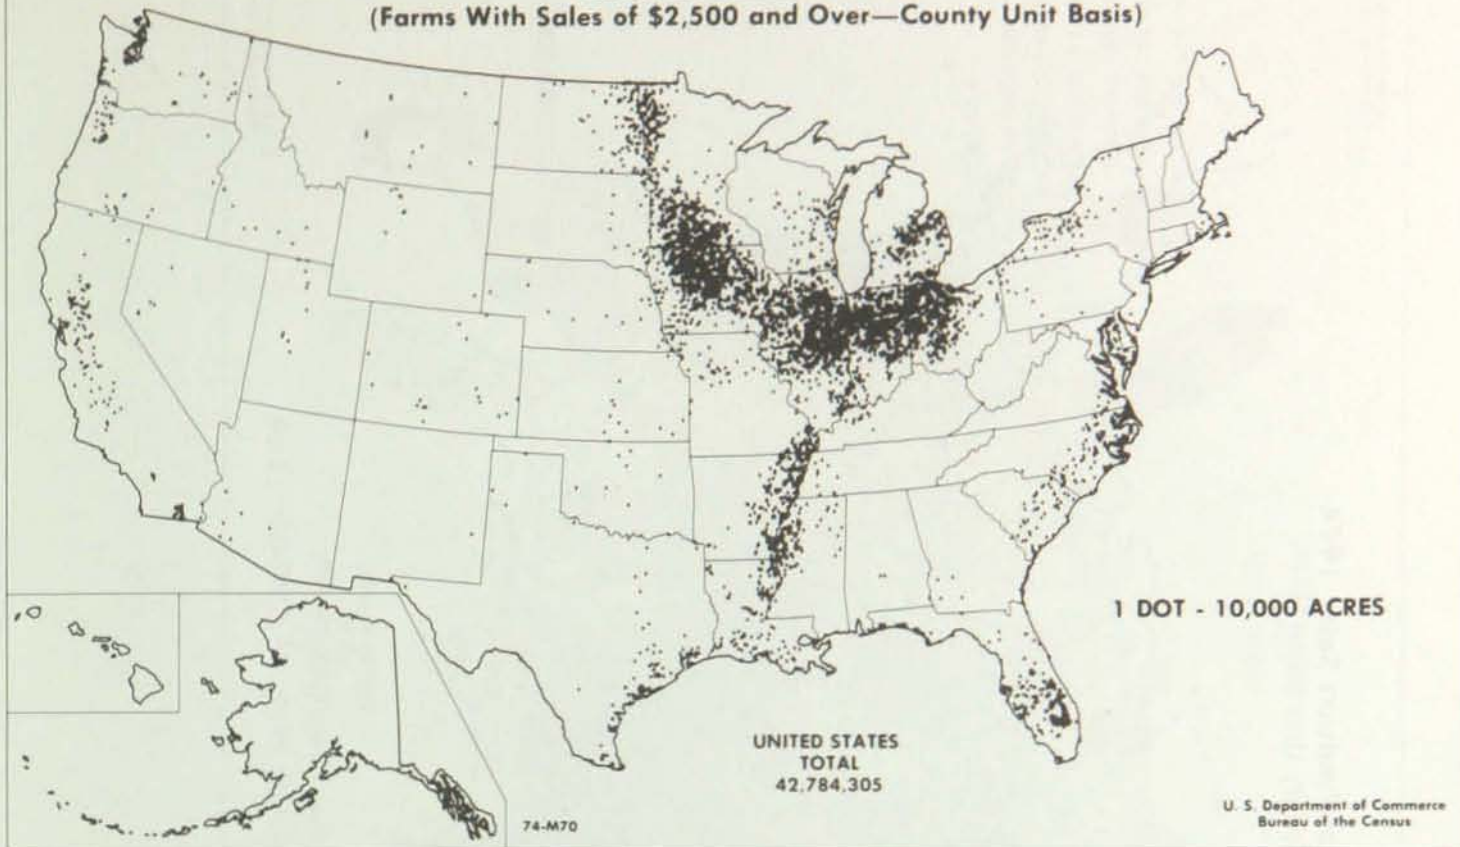 (Farms With Sales of $2,500 and Over—County Unit Basis)
1 DOT - 10,000 ACRES
UNITED STATES
TOTAL
42,784,305
74-M70
U. S. Department of Commerce
Bureau of the Census